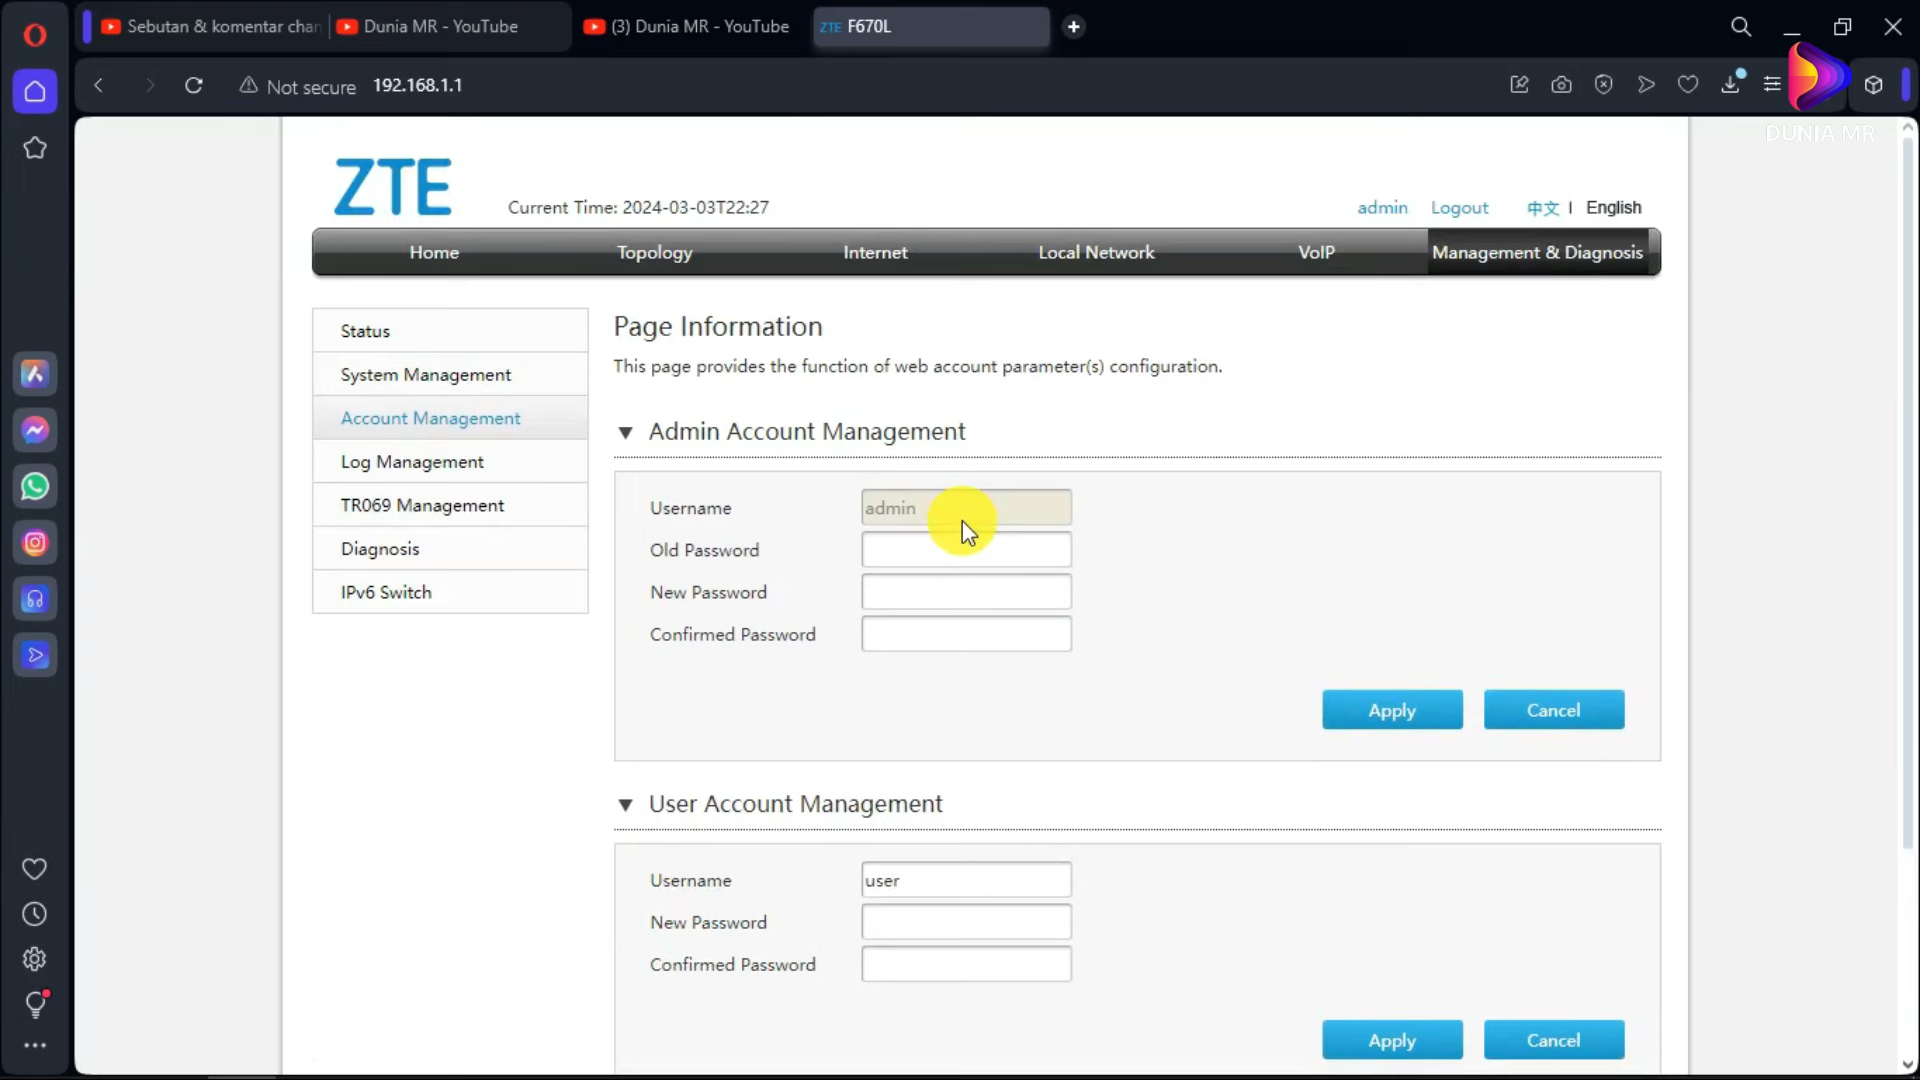 Sebutan & komentar chan
Dunia MR - YouTube
(3) Dunia MR - YouTube
ZTE F670L
Not secure 192.168.1.1
DUNIA MR
ZTE
Current Time: 2024-03-03T22:27
admin Logout 中文 | English
Home Topology Internet Local Network VoIP Management & Diagnosis
Status
System Management
Account Management
Log Management
TR069 Management
Diagnosis
IPv6 Switch
Page Information
This page provides the function of web account parameter(s) configuration.
Admin Account Management
Username admin
Old Password
New Password
Confirmed Password
Apply Cancel
User Account Management
Username user
New Password
Confirmed Password
Apply Cancel